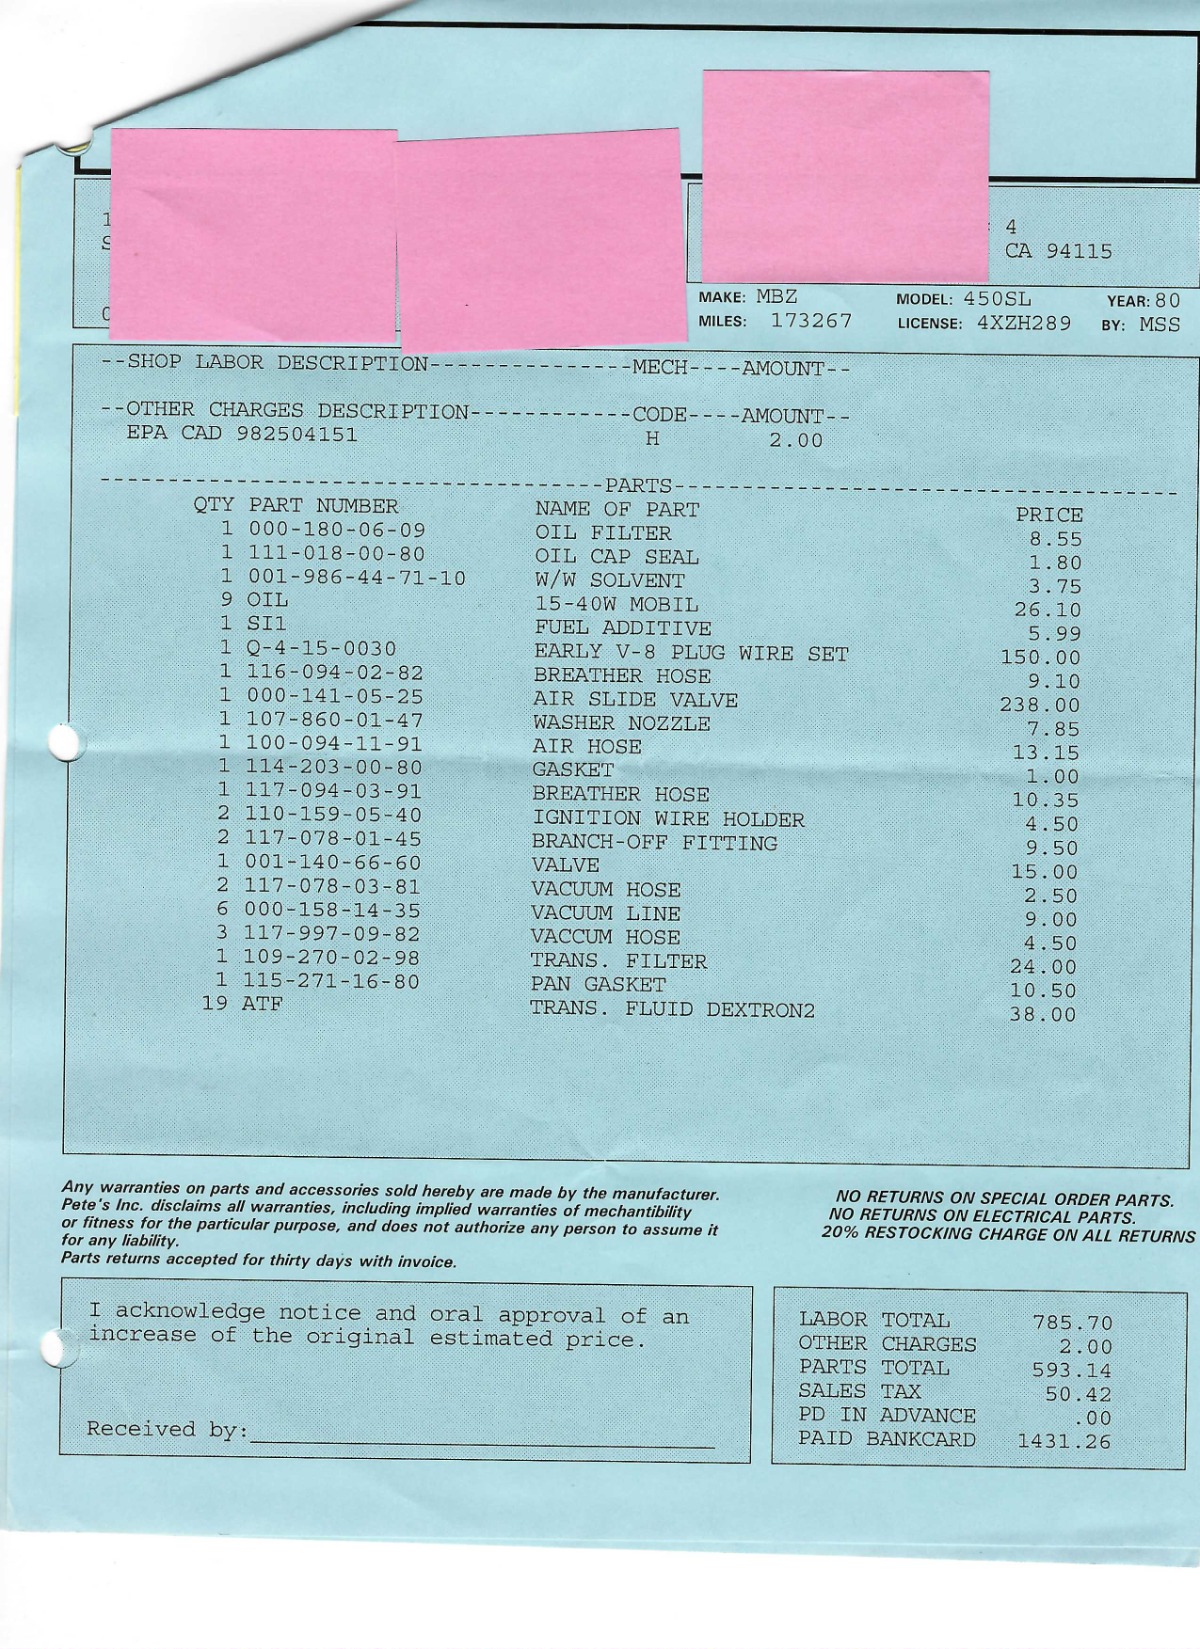 1
S
4
CA 94115
MAKE: MBZ MODEL: 450SL YEAR: 80
MILES: 173267 LICENSE: 4XZH289 BY: MSS
--SHOP LABOR DESCRIPTION---------------MECH----AMOUNT--
--OTHER CHARGES DESCRIPTION------------CODE----AMOUNT--
EPA CAD 982504151 H 2.00
-------------------------------------PARTS-------------------------------------
QTY PART NUMBER NAME OF PART PRICE
1 000-180-06-09 OIL FILTER 8.55
1 111-018-00-80 OIL CAP SEAL 1.80
1 001-986-44-71-10 W/W SOLVENT 3.75
9 OIL 15-40W MOBIL 26.10
1 SI1 FUEL ADDITIVE 5.99
1 Q-4-15-0030 EARLY V-8 PLUG WIRE SET 150.00
1 116-094-02-82 BREATHER HOSE 9.10
1 000-141-05-25 AIR SLIDE VALVE 238.00
1 107-860-01-47 WASHER NOZZLE 7.85
1 100-094-11-91 AIR HOSE 13.15
1 114-203-00-80 GASKET 1.00
1 117-094-03-91 BREATHER HOSE 10.35
2 110-159-05-40 IGNITION WIRE HOLDER 4.50
2 117-078-01-45 BRANCH-OFF FITTING 9.50
1 001-140-66-60 VALVE 15.00
2 117-078-03-81 VACUUM HOSE 2.50
6 000-158-14-35 VACUUM LINE 9.00
3 117-997-09-82 VACCUM HOSE 4.50
1 109-270-02-98 TRANS. FILTER 24.00
1 115-271-16-80 PAN GASKET 10.50
19 ATF TRANS. FLUID DEXTRON2 38.00
Any warranties on parts and accessories sold hereby are made by the manufacturer.
Pete's Inc. disclaims all warranties, including implied warranties of mechantibility
or fitness for the particular purpose, and does not authorize any person to assume it
for any liability.
Parts returns accepted for thirty days with invoice.
NO RETURNS ON SPECIAL ORDER PARTS.
NO RETURNS ON ELECTRICAL PARTS.
20% RESTOCKING CHARGE ON ALL RETURNS
I acknowledge notice and oral approval of an
increase of the original estimated price.
Received by:
LABOR TOTAL 785.70
OTHER CHARGES 2.00
PARTS TOTAL 593.14
SALES TAX 50.42
PD IN ADVANCE .00
PAID BANKCARD 1431.26